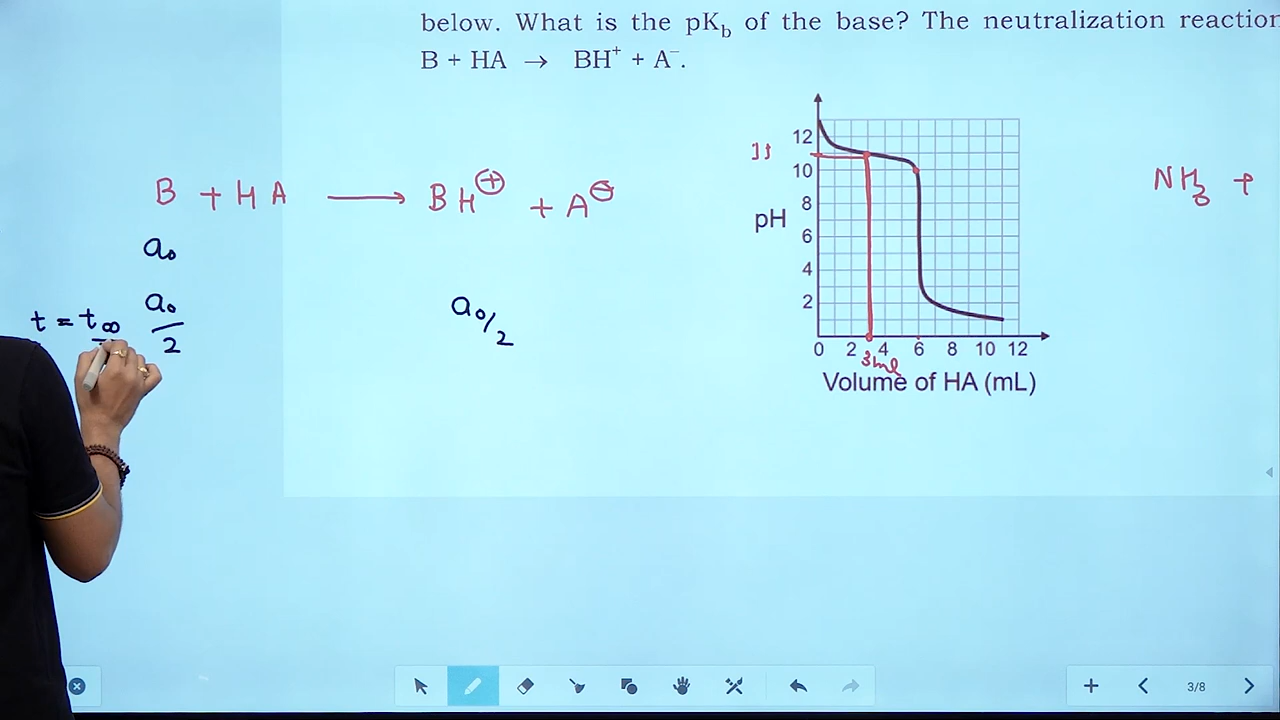 below. What is the pKb of the base? The neutralization reaction
B + HA → BH⁺ + A⁻.
B + HA ⟶ BH⊕ + A⊖
a₀
t = t∞ a₀/2
a₀/2
11
12
10
8
6
4
2
pH
0 2 4 6 8 10 12
3ml
Volume of HA (mL)
NH₃ +
3/8